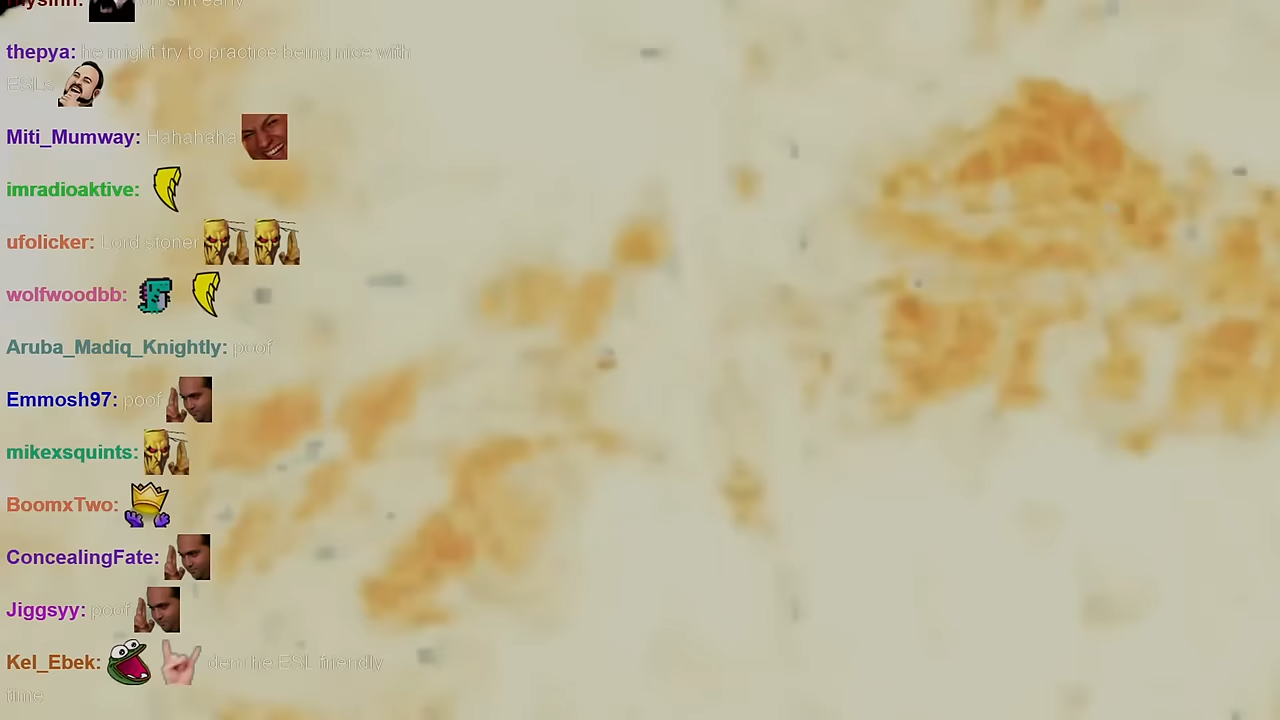 thepya: he might try to practice being nice with
ESLs
Miti_Mumway: Hahahaha
imradioaktive:
ufolicker: Lord stoner
wolfwoodbb:
Aruba_Madiq_Knightly: poof
Emmosh97: poof
mikexsquints:
BoomxTwo:
ConcealingFate:
Jiggsyy: poof
Kel_Ebek: the ESL friendly
time